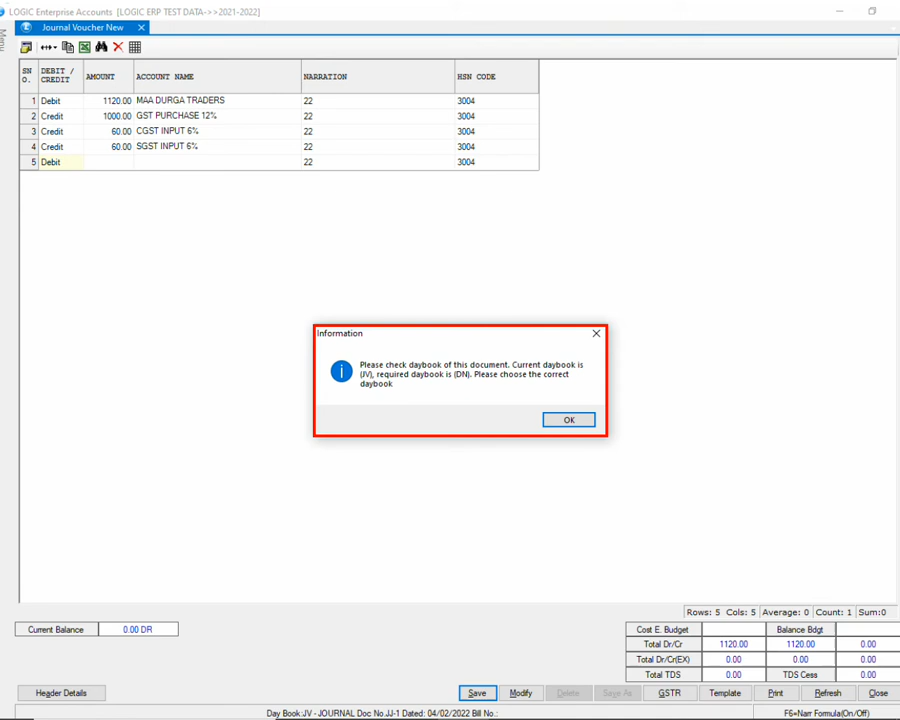 LOGIC Enterprise Accounts [LOGIC ERP TEST DATA->>2021-2022]
Menu
Journal Voucher New
SN O. DEBIT / CREDIT AMOUNT ACCOUNT NAME NARRATION HSN CODE
1 Debit 1120.00 MAA DURGA TRADERS 22 3004
2 Credit 1000.00 GST PURCHASE 12% 22 3004
3 Credit 60.00 CGST INPUT 6% 22 3004
4 Credit 60.00 SGST INPUT 6% 22 3004
5 Debit 22 3004
Information
Please check daybook of this document. Current daybook is
(JV), required daybook is (DN). Please choose the correct
daybook
OK
Rows: 5 Cols: 5 Average: 0 Count: 1 Sum:0
Current Balance 0.00 DR
Cost E. Budget Balance Bdgt
Total Dr/Cr 1120.00 1120.00 0.00
Total Dr/Cr(EX) 0.00 0.00 0.00
Total TDS 0.00 TDS Cess 0.00
Header Details Save Modify Delete Save As GSTR Template Print Refresh Close
Day Book:JV - JOURNAL Doc No.JJ-1 Dated: 04/02/2022 Bill No.: F6=Narr Formula(On/Off)